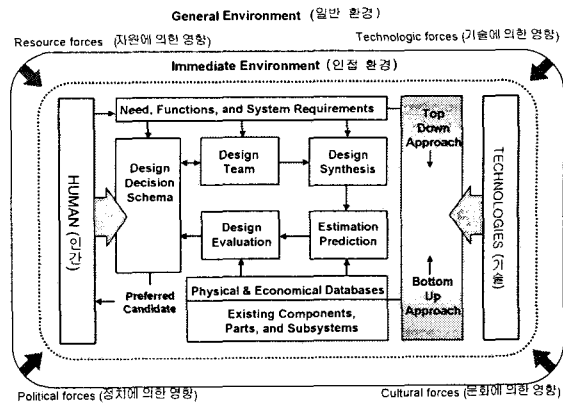 General Environment (일반 환경)
Resource forces (자원에 의한 영향)
Technologic forces (기술에 의한 영향)
Immediate Environment (인접 환경)
HUMAN (인간)
Need, Functions, and System Requirements
Design
Decision
Schema
Design
Team
Design
Synthesis
Design
Evaluation
Estimation
Prediction
Preferred
Candidate
Physical & Economical Databases
Existing Components,
Parts, and Subsystems
Top
Down
Approach
Bottom
Up
Approach
TECHNOLOGIES (기술)
Political forces (정치에 의한 영향)
Cultural forces (문화에 의한 영향)